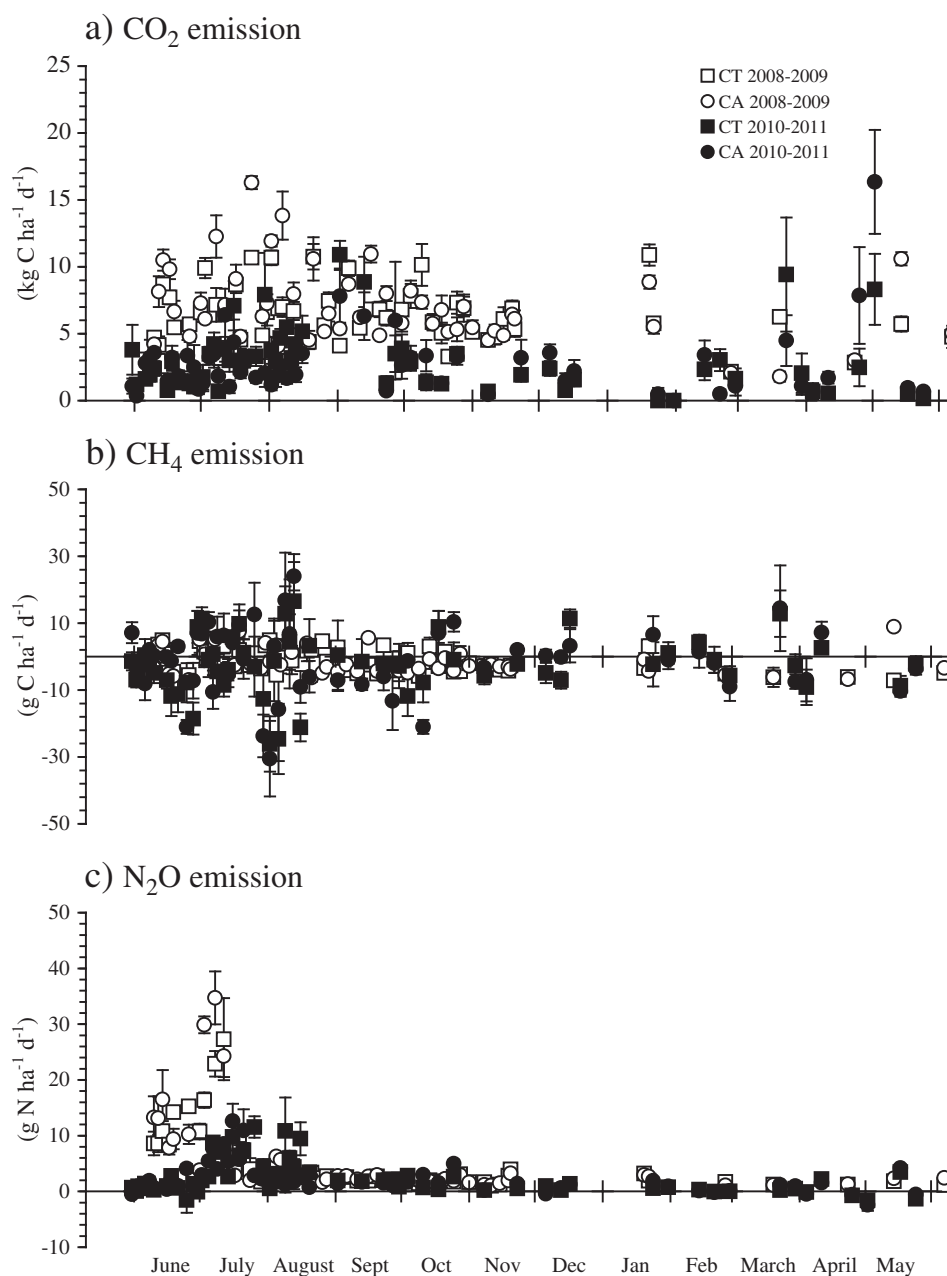 a) CO₂ emission
25
20
15
10
5
0
(kg C ha⁻¹ d⁻¹)
CT 2008-2009
CA 2008-2009
CT 2010-2011
CA 2010-2011
b) CH₄ emission
50
30
10
-10
-30
-50
(g C ha⁻¹ d⁻¹)
c) N₂O emission
50
40
30
20
10
0
-10
(g N ha⁻¹ d⁻¹)
June July August Sept Oct Nov Dec Jan Feb March April May